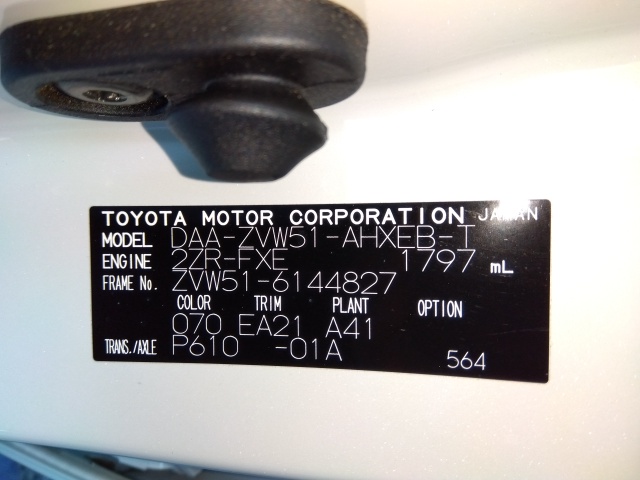 TOYOTA MOTOR CORPORATION JAPAN
MODEL DAA-ZVW51-AHXEB-T
ENGINE 2ZR-FXE 1797 mL
FRAME No. ZVW51-6144827
COLOR TRIM PLANT OPTION
070 EA21 A41
TRANS./AXLE P610 -01A 564